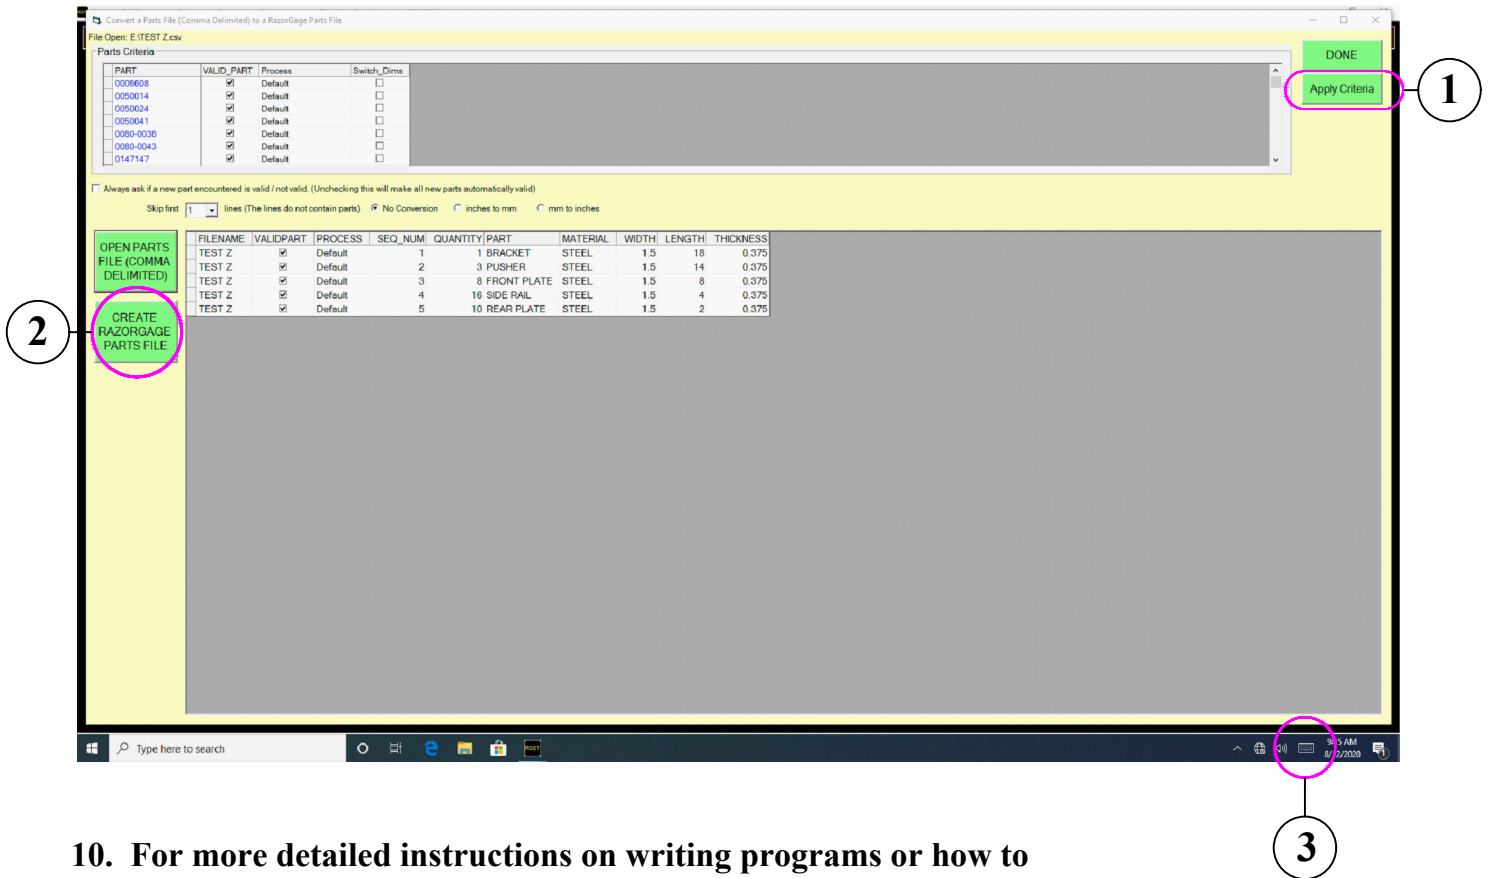 Convert a Parts File (Comma Delimited) to a RazorGage Parts File
File Open: E:\TEST Z.csv
Parts Criteria
DONE
Apply Criteria
1
PART VALID_PART Process Switch_Dims
0006608 Default
0050014 Default
0050024 Default
0050041 Default
0080-0036 Default
0080-0043 Default
0147147 Default
Always ask if a new part encountered is valid / not valid. (Unchecking this will make all new parts automatically valid)
Skip first 1 lines (The lines do not contain parts) No Conversion inches to mm mm to inches
OPEN PARTS
FILE (COMMA
DELIMITED)
CREATE
RAZORGAGE
PARTS FILE
2
FILENAME VALIDPART PROCESS SEQ_NUM QUANTITY PART MATERIAL WIDTH LENGTH THICKNESS
TEST Z Default 1 1 BRACKET STEEL 1.5 18 0.375
TEST Z Default 2 3 PUSHER STEEL 1.5 14 0.375
TEST Z Default 3 8 FRONT PLATE STEEL 1.5 8 0.375
TEST Z Default 4 16 SIDE RAIL STEEL 1.5 4 0.375
TEST Z Default 5 10 REAR PLATE STEEL 1.5 2 0.375
Type here to search
RGST
AM
1
3
10. For more detailed instructions on writing programs or how to